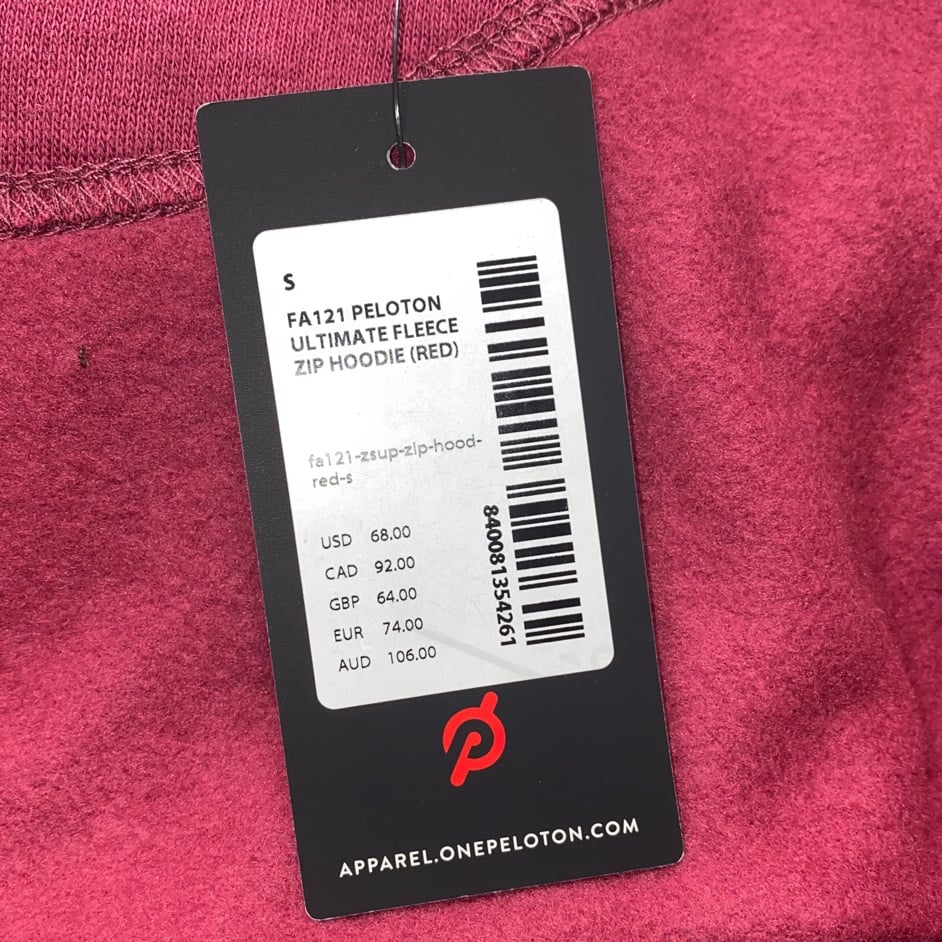 S
FA121 PELOTON
ULTIMATE FLEECE
ZIP HOODIE (RED)
fa121-zsup-zip-hood-
red-s
USD 68.00
CAD 92.00
GBP 64.00
EUR 74.00
AUD 106.00
840081354261
APPAREL.ONEPELOTON.COM